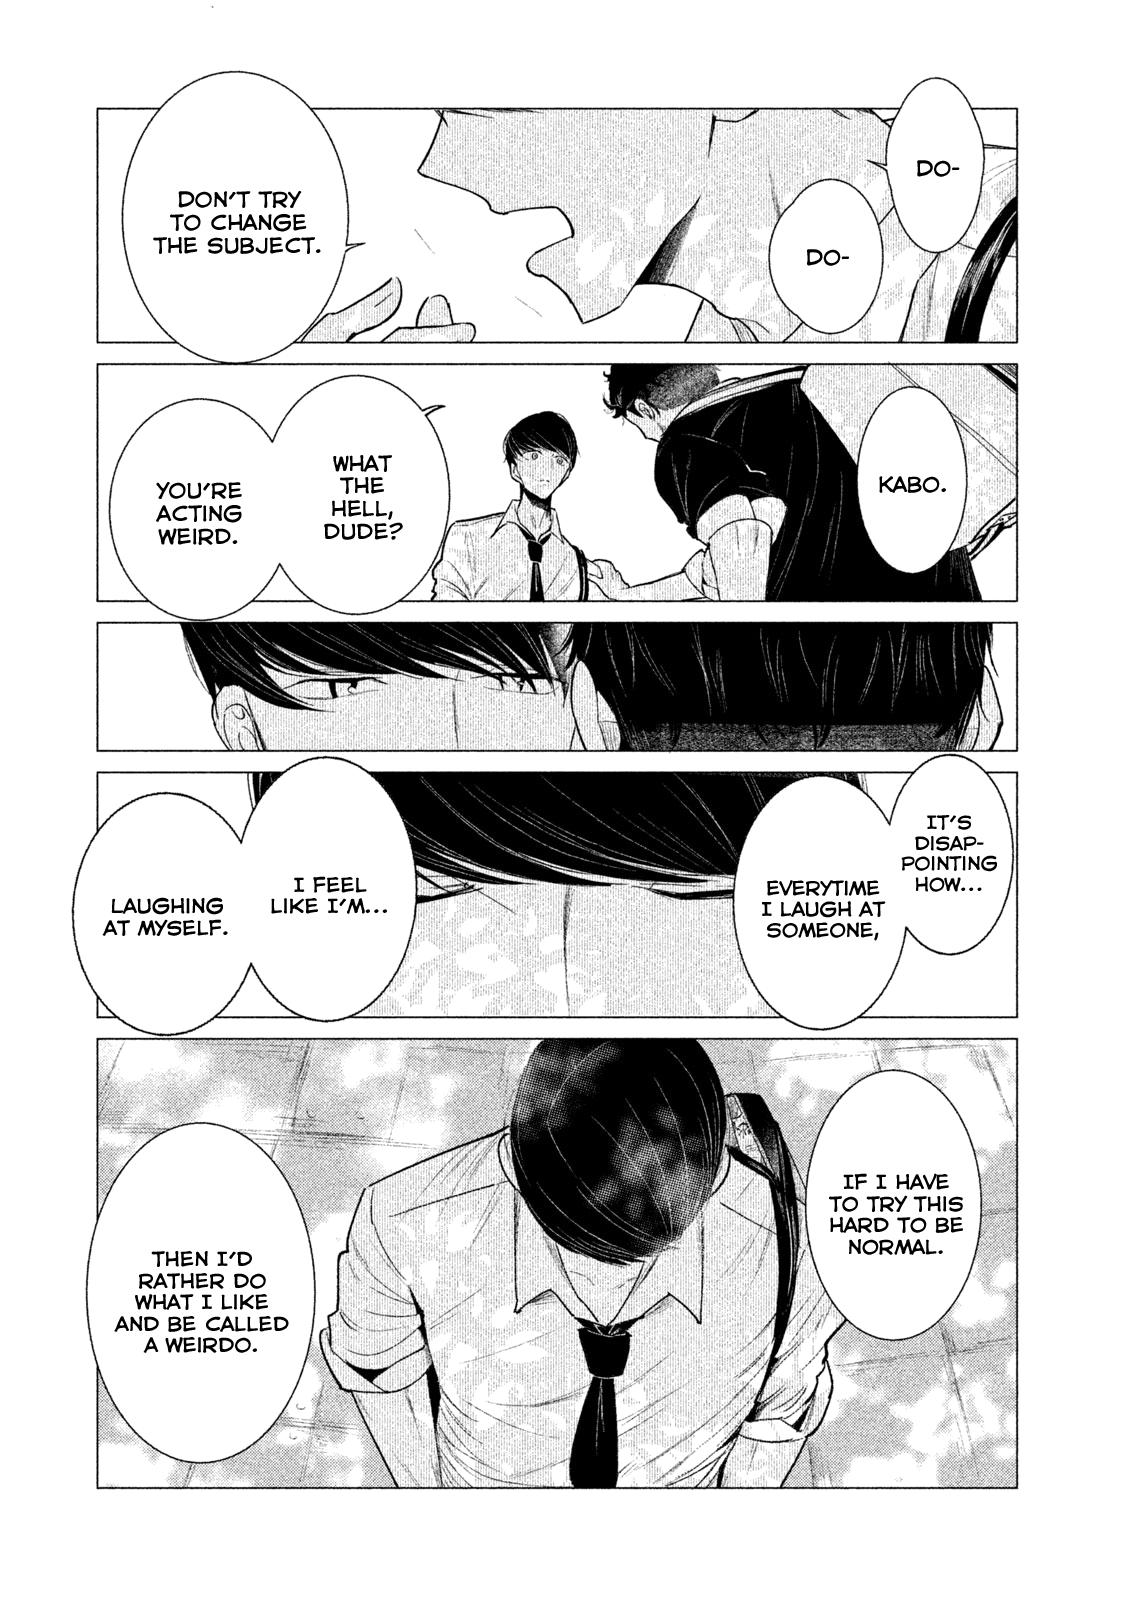 DO-
DO-
DON'T TRY
TO CHANGE
THE SUBJECT.
KABO.
WHAT
THE
HELL,
DUDE?
YOU'RE
ACTING
WEIRD.
IT'S
DISAP-
POINTING
HOW...
EVERYTIME
I LAUGH AT
SOMEONE,
I FEEL
LIKE I'M...
LAUGHING
AT MYSELF.
IF I HAVE
TO TRY THIS
HARD TO BE
NORMAL.
THEN I'D
RATHER DO
WHAT I LIKE
AND BE CALLED
A WEIRDO.